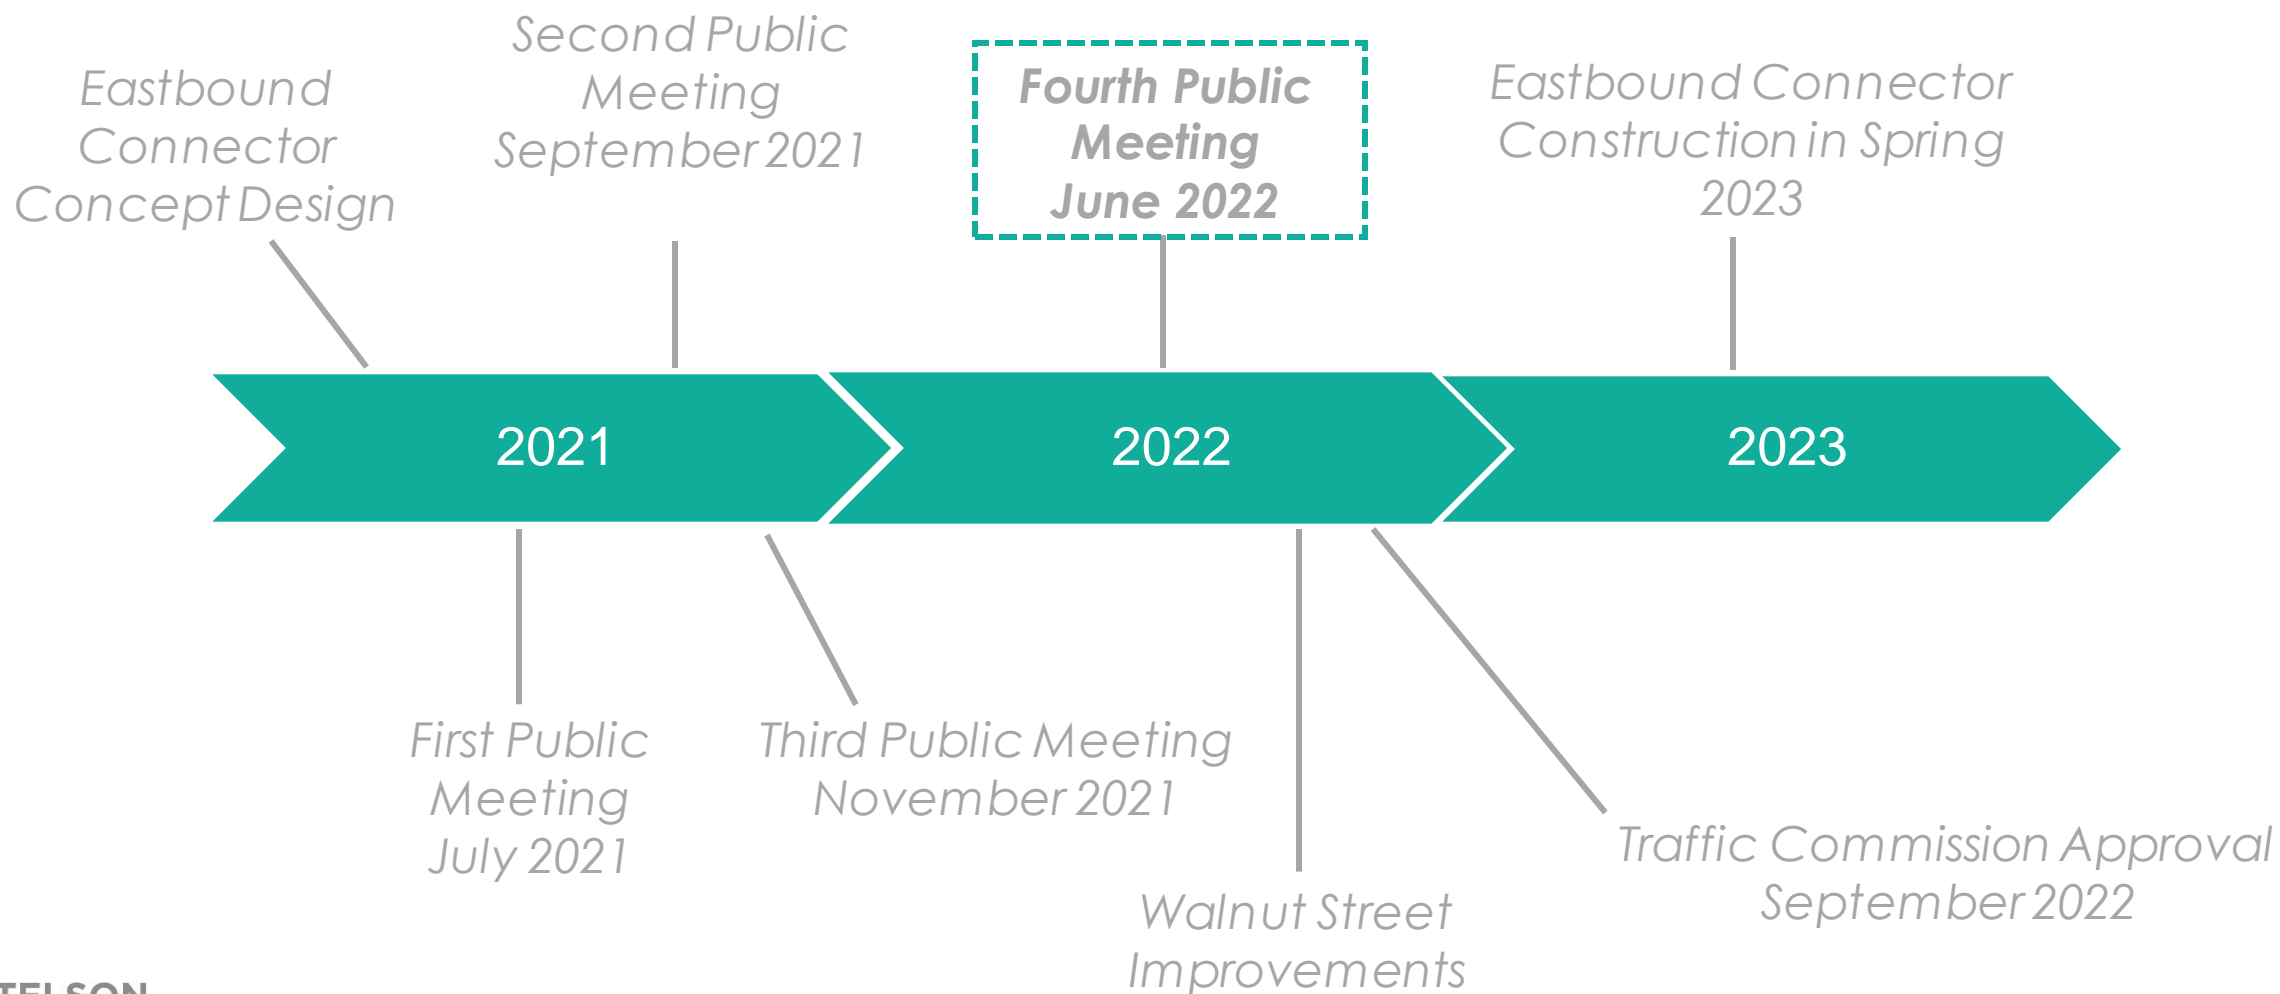 Eastbound
Connector
Concept Design
Second Public
Meeting
September 2021
Fourth Public
Meeting
June 2022
Eastbound Connector
Construction in Spring
2023
2021
2022
2023
First Public
Meeting
July 2021
Third Public Meeting
November 2021
Walnut Street
Improvements
Traffic Commission Approval
September 2022